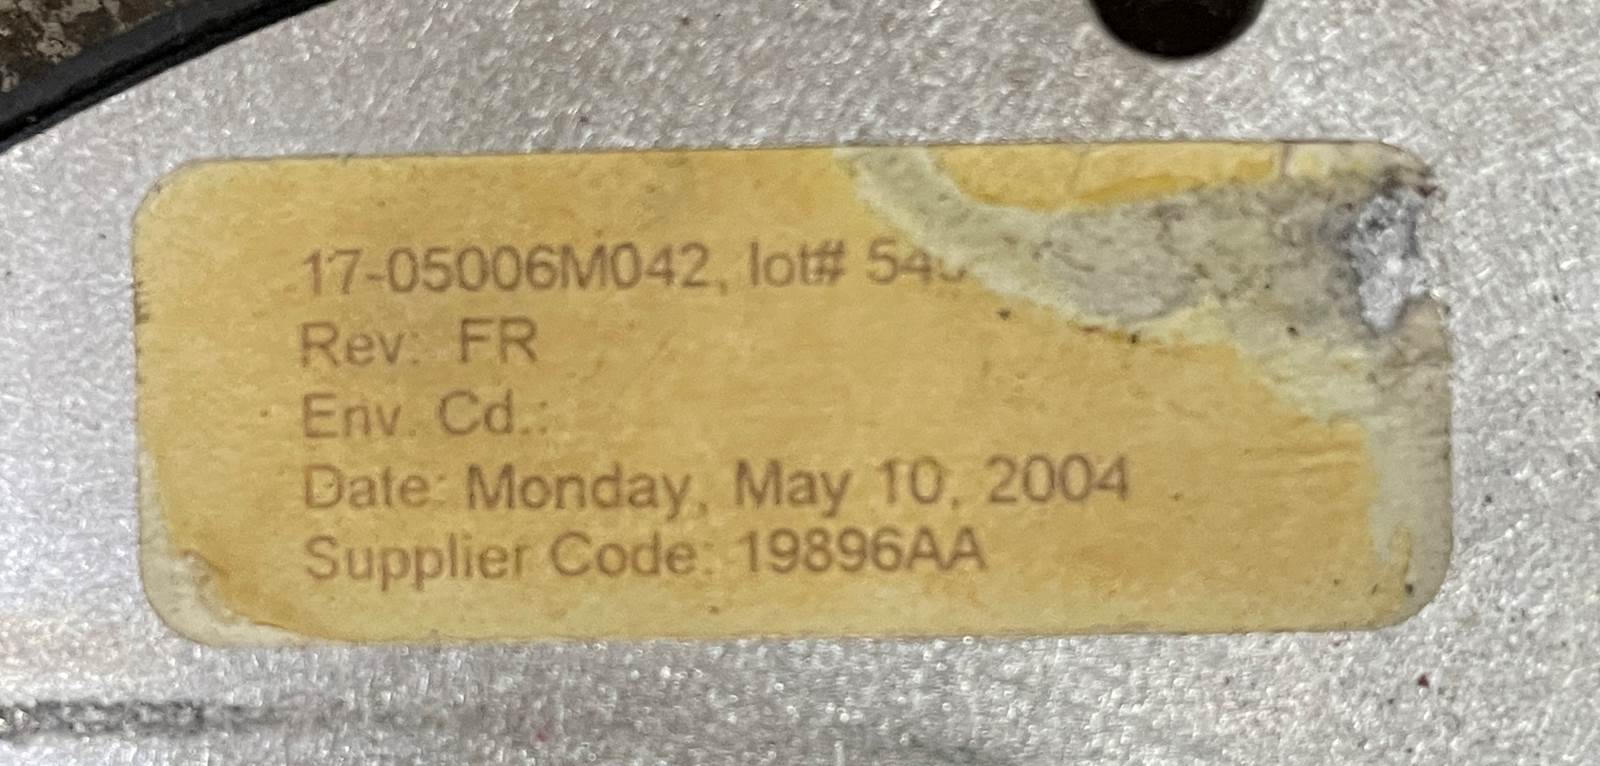 17-05006M042, lot#
Rev: FR
Env. Cd.:
Date: Monday, May 10, 2004
Supplier Code: 19896AA